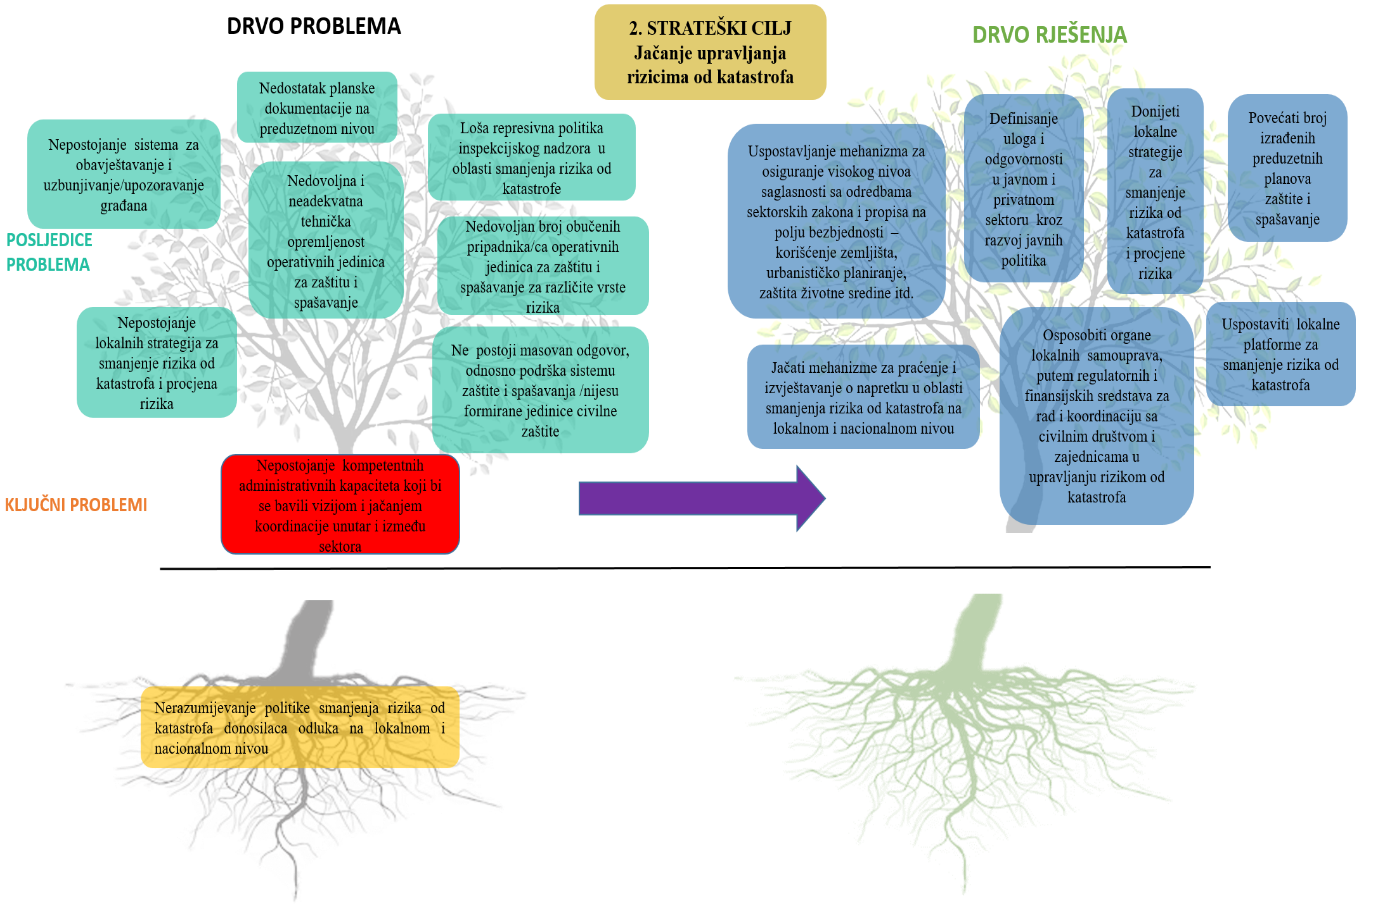 DRVO PROBLEMA
2. STRATEŠKI CILJ
Jačanje upravljanja
rizicima od katastrofa
DRVO RJEŠENJA
Nedostatak planske
dokumentacije na
preduzetnom nivou
Nepostojanje sistema za
obavještavanje i
uzbunjivanje/upozoravanje
građana
Loša represivna politika
inspekcijskog nadzora u
oblasti smanjenja rizika od
katastrofe
Nedovoljna i
neadekvatna
tehnička
opremljenost
operativnih jedinica
za zaštitu i
spašavanje
Nedovoljan broj obučenih
pripadnika/ca operativnih
jedinica za zaštitu i
spašavanje za različite vrste
rizika
POSLJEDICE
PROBLEMA
Nepostojanje
lokalnih strategija za
smanjenje rizika od
katastrofa i procjena
rizika
Ne postoji masovan odgovor,
odnosno podrška sistemu
zaštite i spašavanja /nijesu
formirane jedinice civilne
zaštite
KLJUČNI PROBLEMI
Nepostojanje kompetentnih
administrativnih kapaciteta koji bi
se bavili vizijom i jačanjem
koordinacije unutar i između
sektora
Nerazumijevanje politike smanjenja rizika od
katastrofa donosilaca odluka na lokalnom i
nacionalnom nivou
Uspostavljanje mehanizma za
osiguranje visokog nivoa
saglasnosti sa odredbama
sektorskih zakona i propisa na
polju bezbjednosti –
korišćenje zemljišta,
urbanističko planiranje,
zaštita životne sredine itd.
Definisanje
uloga i
odgovornosti
u javnom i
privatnom
sektoru kroz
razvoj javnih
politika
Donijeti
lokalne
strategije
za
smanjenje
rizika od
katastrofa
i procjene
rizika
Povećati broj
izrađenih
preduzetnih
planova
zaštite i
spašavanje
Jačati mehanizme za praćenje i
izvještavanje o napretku u oblasti
smanjenja rizika od katastrofa na
lokalnom i nacionalnom nivou
Osposobiti organe
lokalnih samouprava,
putem regulatornih i
finansijskih sredstava za
rad i koordinaciju sa
civilnim društvom i
zajednicama u
upravljanju rizikom od
katastrofa
Uspostaviti lokalne
platforme za
smanjenje rizika od
katastrofa